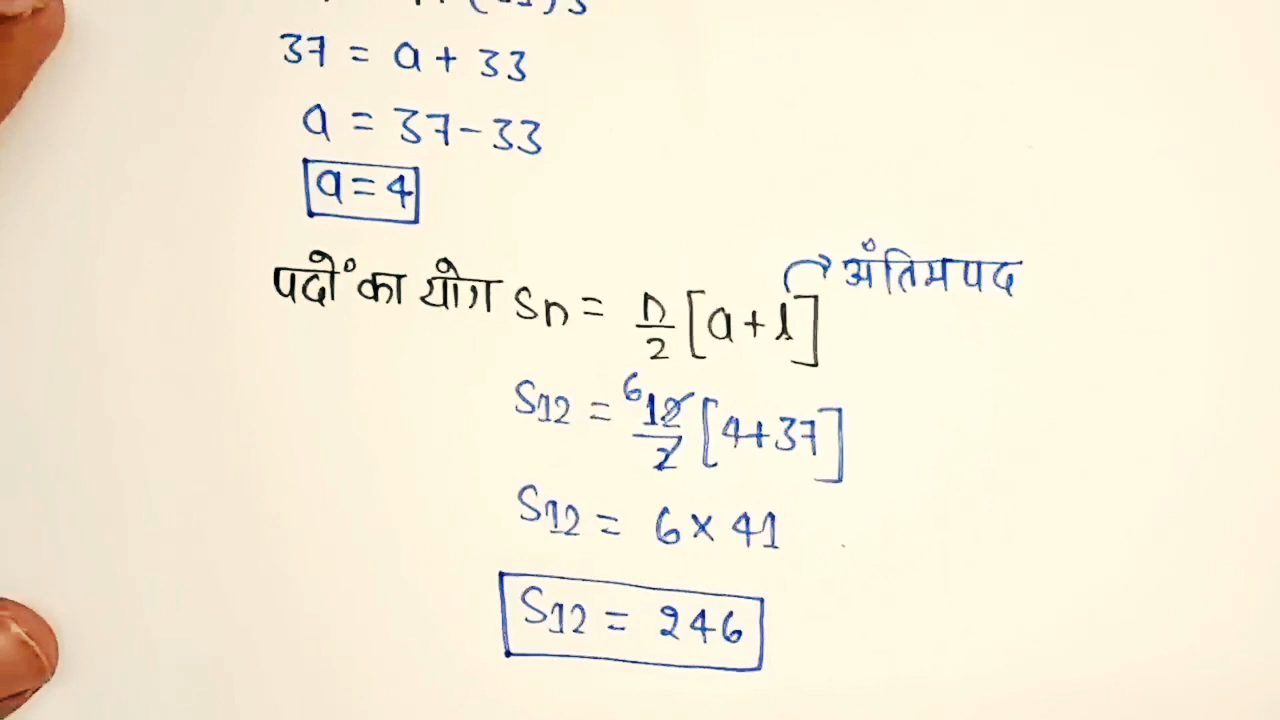 37 = a + 33
a = 37 - 33
a = 4
पदों का योग Sn = n/2 [a + l] → अंतिम पद
S12 = 6 12/2 [4 + 37]
S12 = 6 × 41
S12 = 246